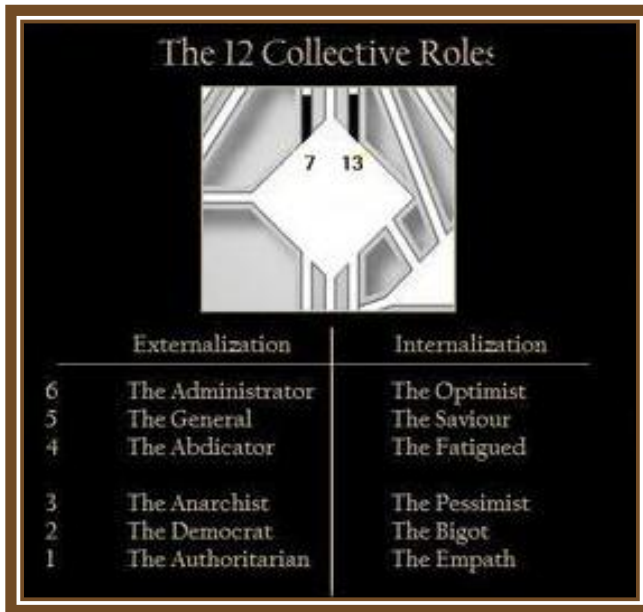 The 12 Collective Roles
7 13
Externalization Internalization
6 The Administrator The Optimist
5 The General The Saviour
4 The Abdicator The Fatigued
3 The Anarchist The Pessimist
2 The Democrat The Bigot
1 The Authoritarian The Empath